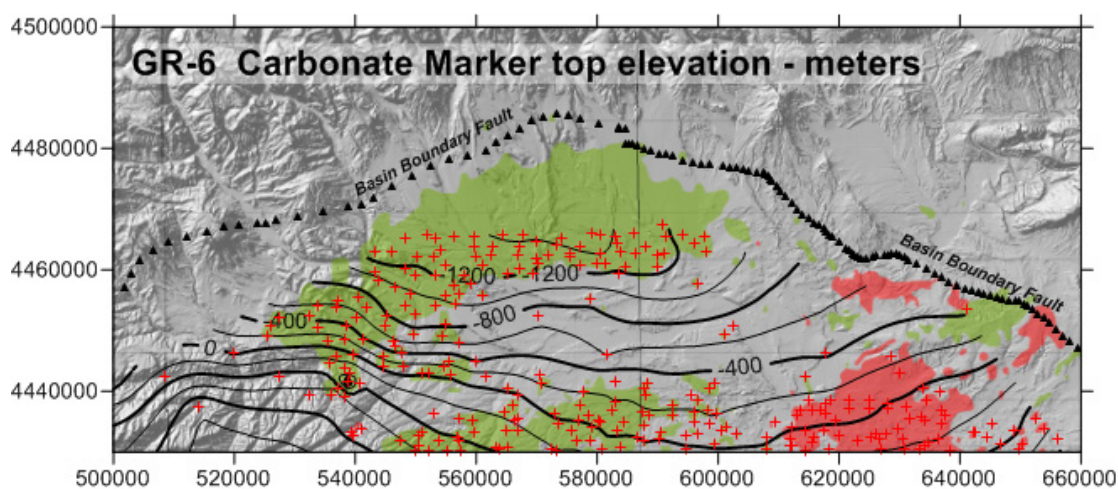 4500000
GR-6 Carbonate Marker top elevation - meters
4480000
Basin Boundary Fault
Basin Boundary Fault
4460000
1200 -1200
-800
-400
0
-400
4440000
500000 520000 540000 560000 580000 600000 620000 640000 660000